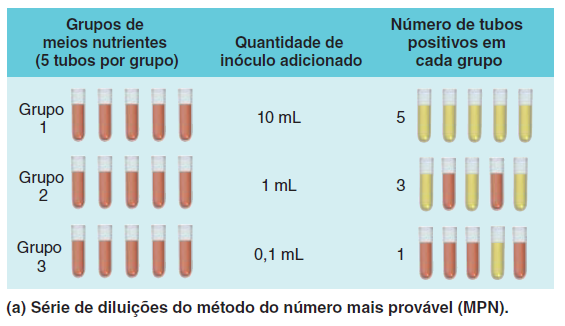 Grupos de
meios nutrientes
(5 tubos por grupo)
Quantidade de
inóculo adicionado
Número de tubos
positivos em
cada grupo
Grupo
1
10 mL
5
Grupo
2
1 mL
3
Grupo
3
0,1 mL
1
(a) Série de diluições do método do número mais provável (MPN).